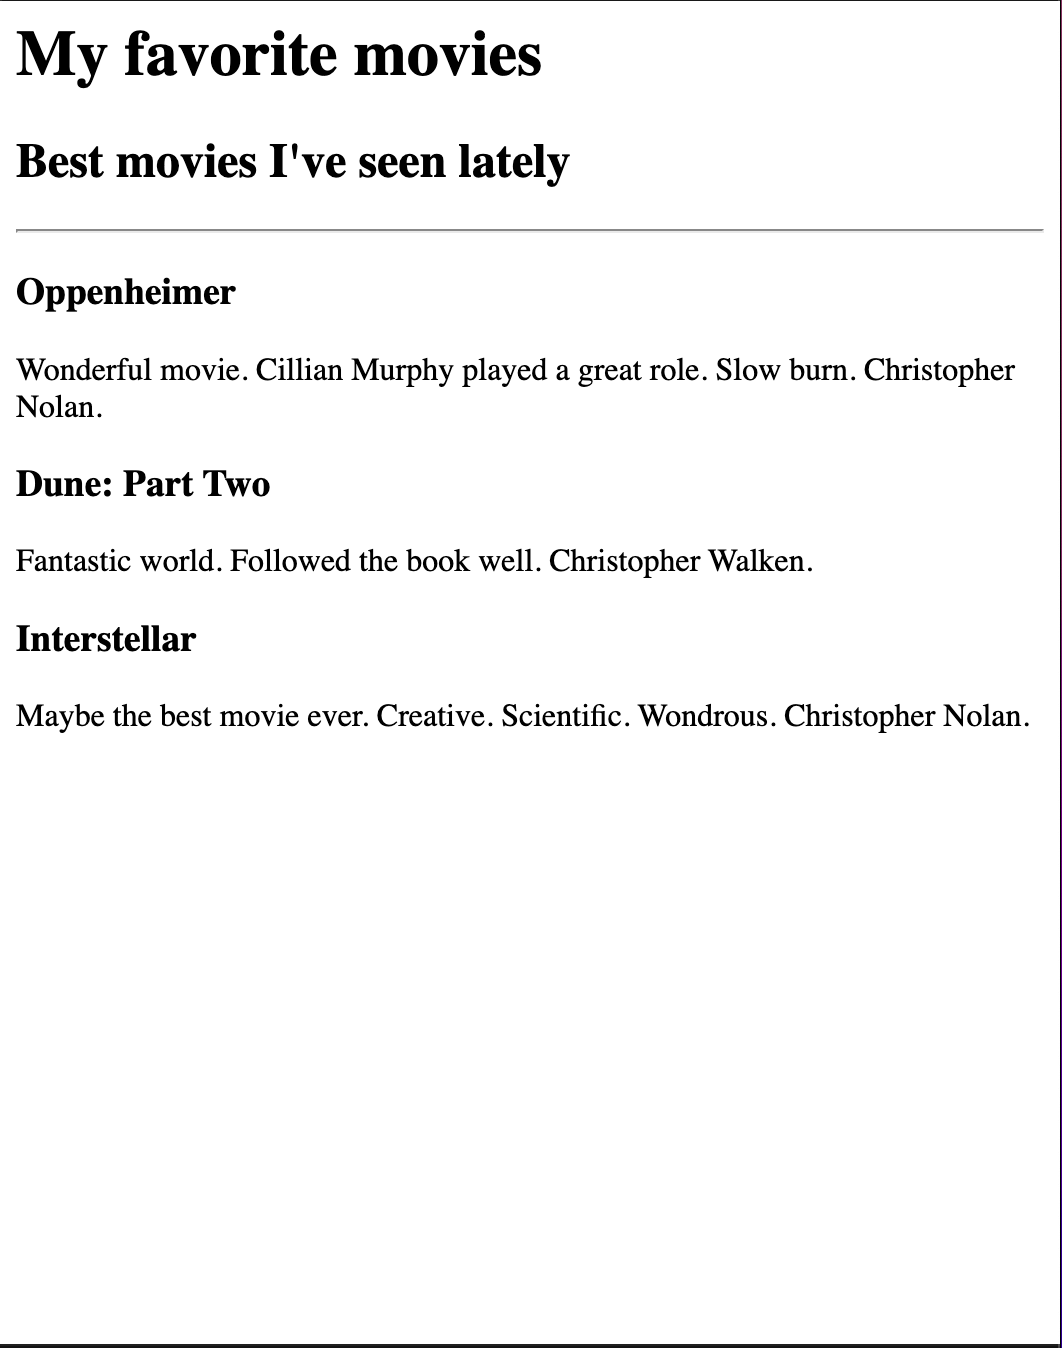 My favorite movies
Best movies I've seen lately
Oppenheimer
Wonderful movie. Cillian Murphy played a great role. Slow burn. Christopher
Nolan.
Dune: Part Two
Fantastic world. Followed the book well. Christopher Walken.
Interstellar
Maybe the best movie ever. Creative. Scientific. Wondrous. Christopher Nolan.